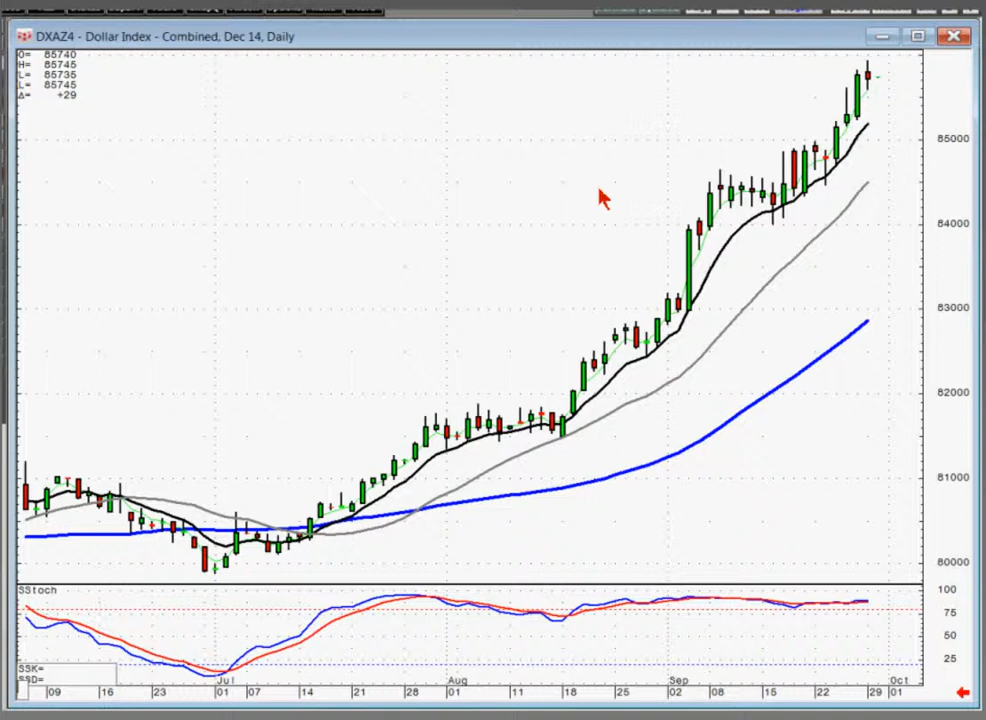 DXAZ4 - Dollar Index - Combined, Dec 14, Daily
O= 85740
H= 85745
L= 85735
L= 85745
Δ= +29
85000
84000
83000
82000
81000
80000
SStoch
100
75
50
25
SSK=
SSD=
Jul Aug Sep Oct
09 16 23 01 07 14 21 28 01 11 18 25 02 08 15 22 29 01